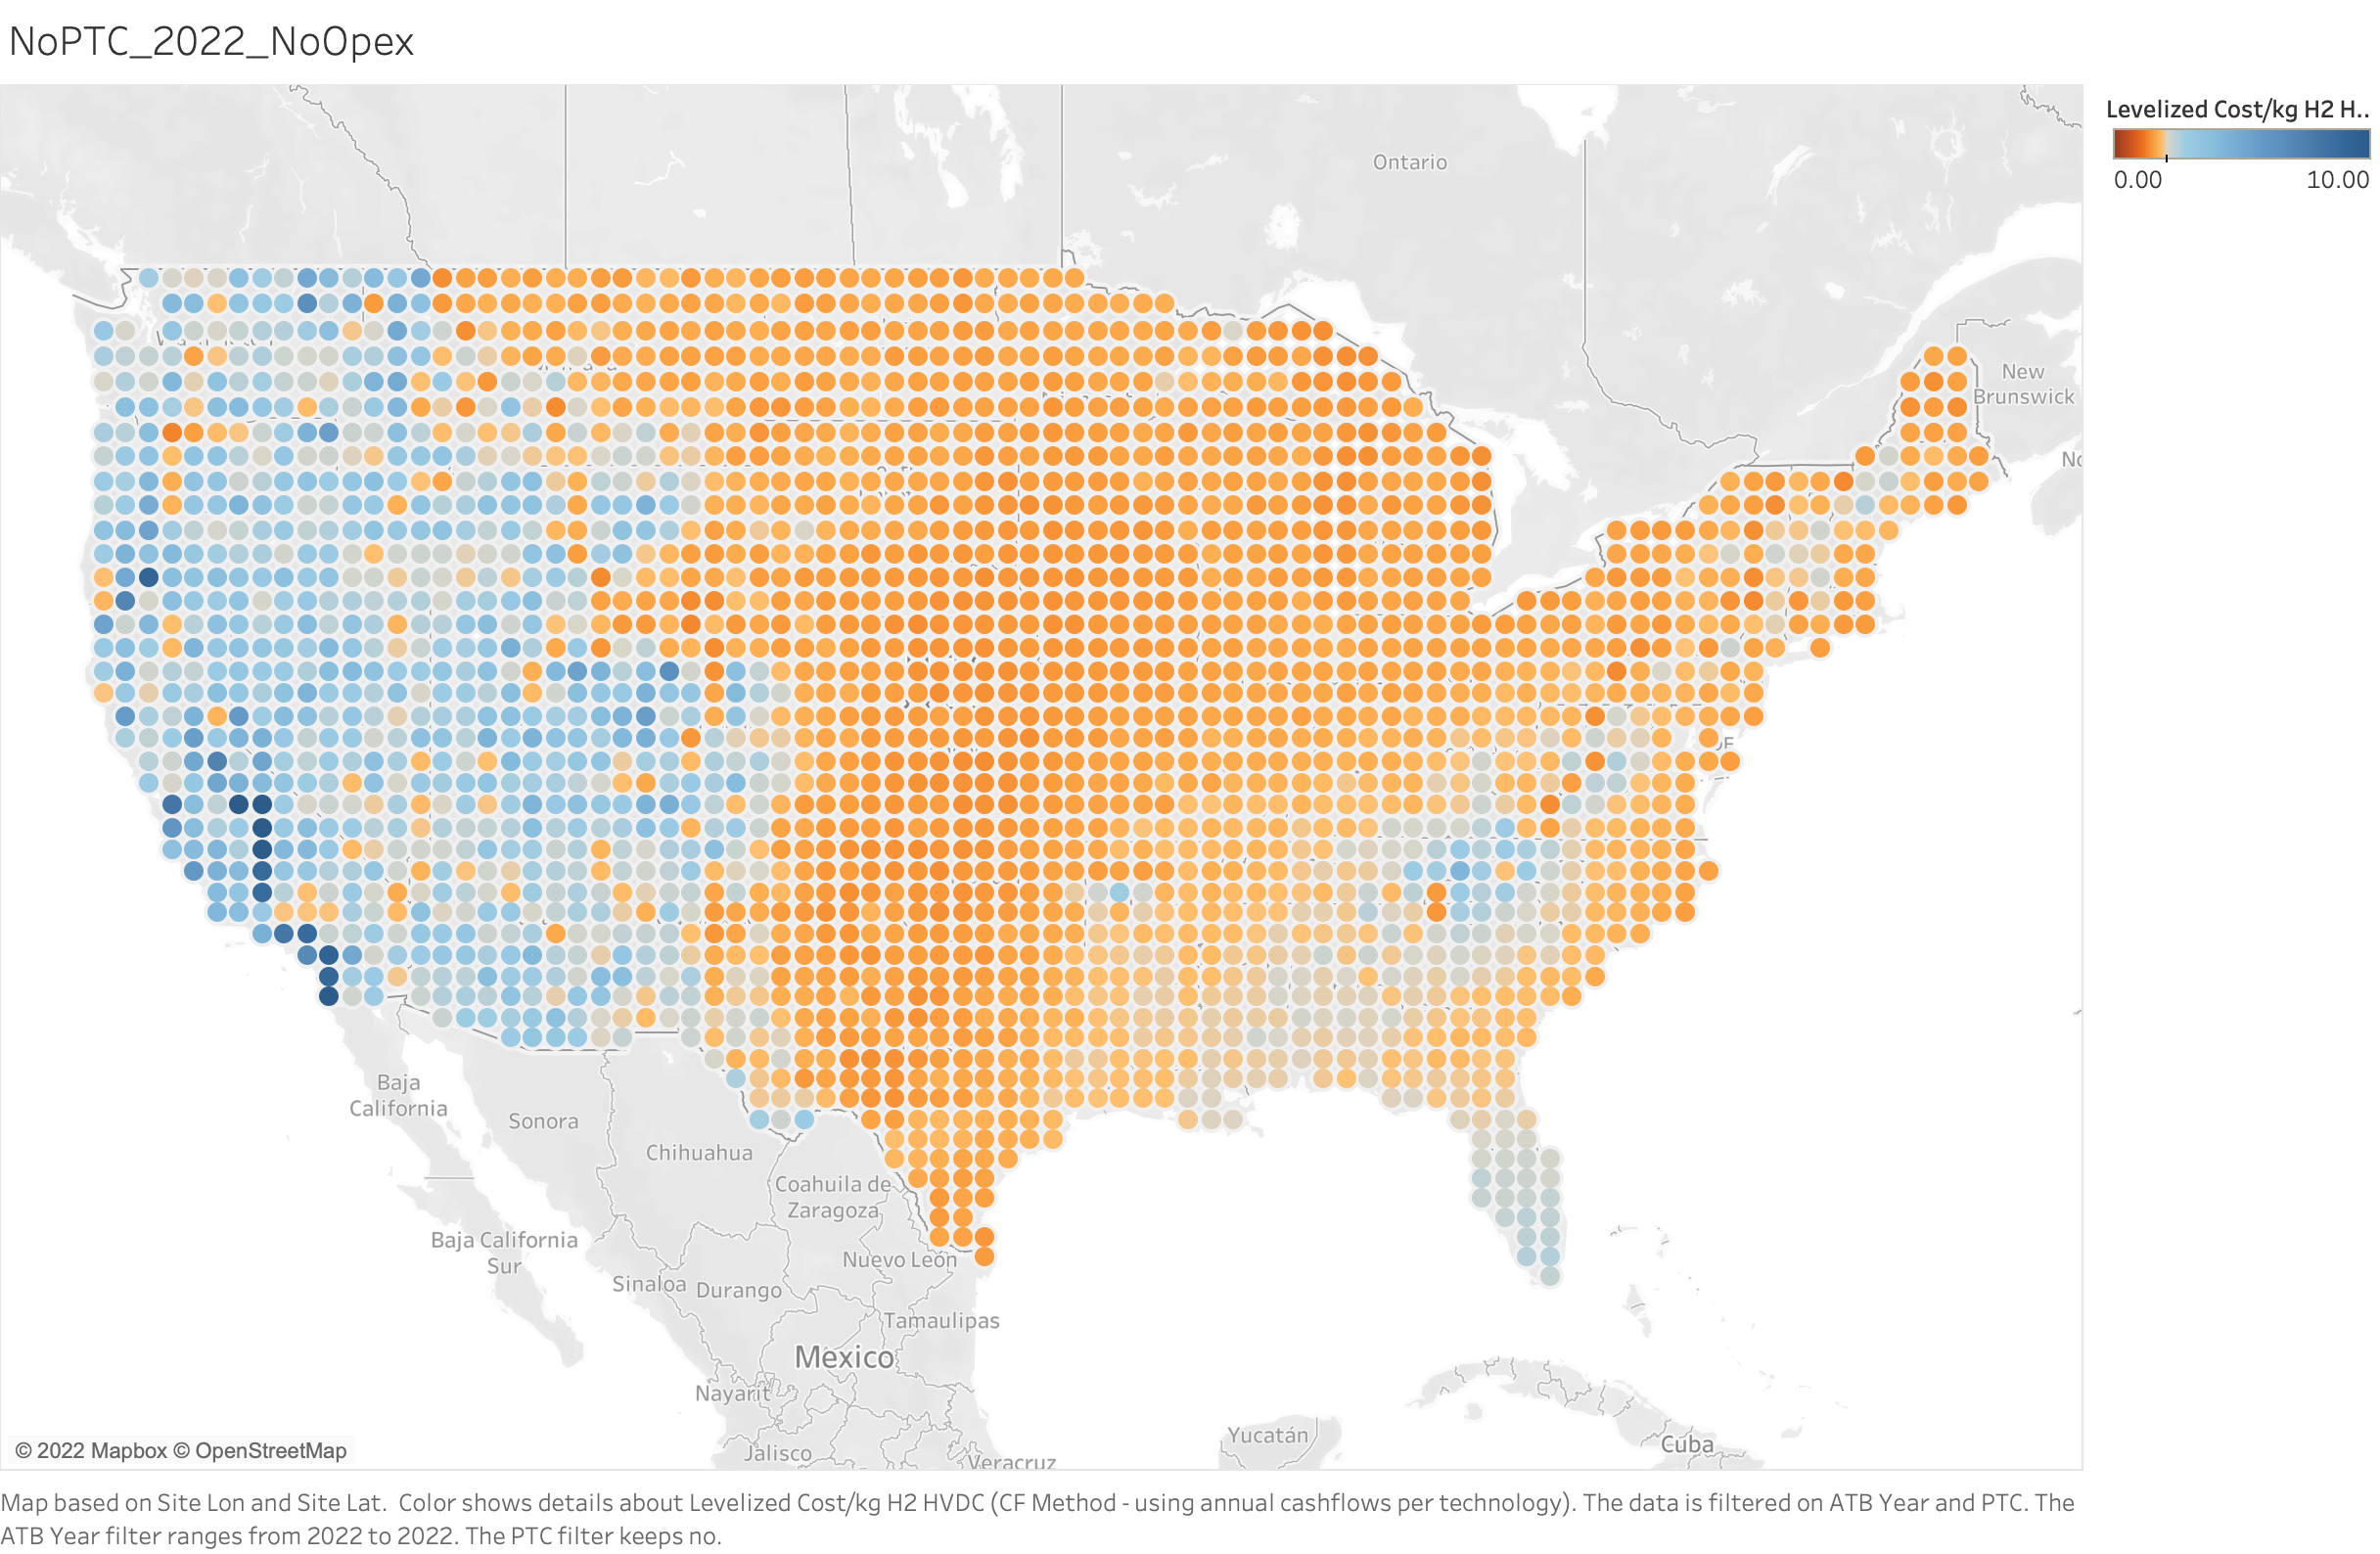 NoPTC_2022_NoOpex
Levelized Cost/kg H2 H..
0.00
10.00
Ontario
New
Brunswick
Baja
California
Sonora
Chihuahua
Coahuila de
Zaragoza
Baja California
Sur
Nuevo León
Sinaloa
Durango
Tamaulipas
Mexico
Nayarit
Yucatán
Cuba
Jalisco
Veracruz
© 2022 Mapbox © OpenStreetMap
Map based on Site Lon and Site Lat. Color shows details about Levelized Cost/kg H2 HVDC (CF Method - using annual cashflows per technology). The data is filtered on ATB Year and PTC. The
ATB Year filter ranges from 2022 to 2022. The PTC filter keeps no.